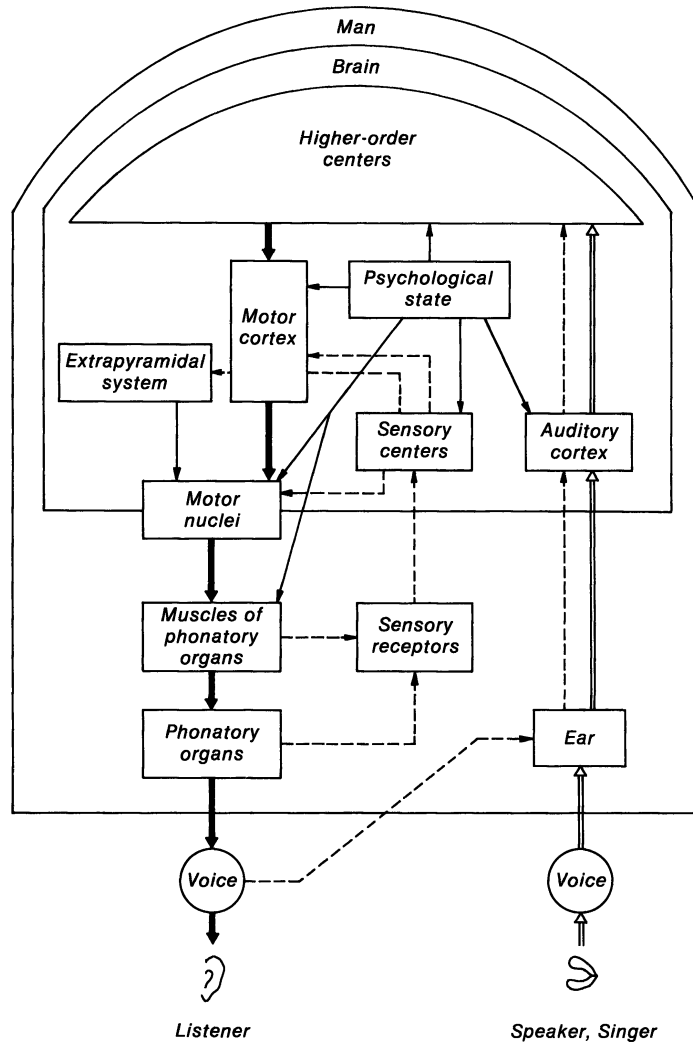 Man
Brain
Higher-order
centers
Psychological
state
Motor
cortex
Extrapyramidal
system
Sensory
centers
Auditory
cortex
Motor
nuclei
Muscles of
phonatory
organs
Sensory
receptors
Phonatory
organs
Ear
Voice
Voice
Listener
Speaker, Singer